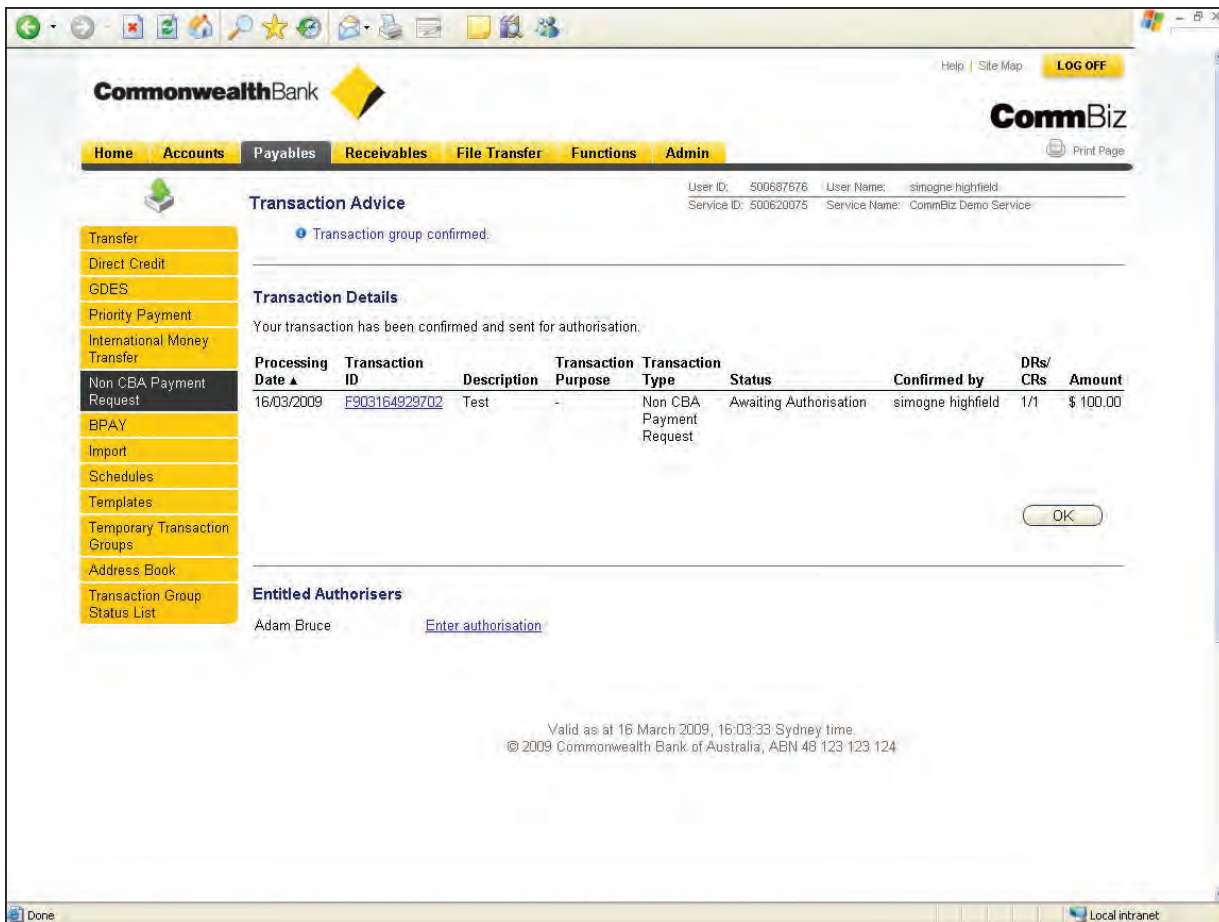 Help | Site Map LOG OFF
CommonwealthBank
CommBiz
Home Accounts Payables Receivables File Transfer Functions Admin
Print Page
User ID: 500687676 User Name: simogne highfield
Service ID: 500620075 Service Name: CommBiz Demo Service
Transaction Advice
Transaction group confirmed.
Transfer
Direct Credit
GDES
Priority Payment
International Money
Transfer
Non CBA Payment
Request
BPAY
Import
Schedules
Templates
Temporary Transaction
Groups
Address Book
Transaction Group
Status List
Transaction Details
Your transaction has been confirmed and sent for authorisation.
Processing Transaction Transaction Transaction DRs/
Date ▲ ID Description Purpose Type Status Confirmed by CRs Amount
16/03/2009 F903164929702 Test - Non CBA Awaiting Authorisation simogne highfield 1/1 $ 100.00
Payment
Request
OK
Entitled Authorisers
Adam Bruce Enter authorisation
Valid as at 16 March 2009, 16:03:33 Sydney time.
© 2009 Commonwealth Bank of Australia, ABN 48 123 123 124
Done Local intranet